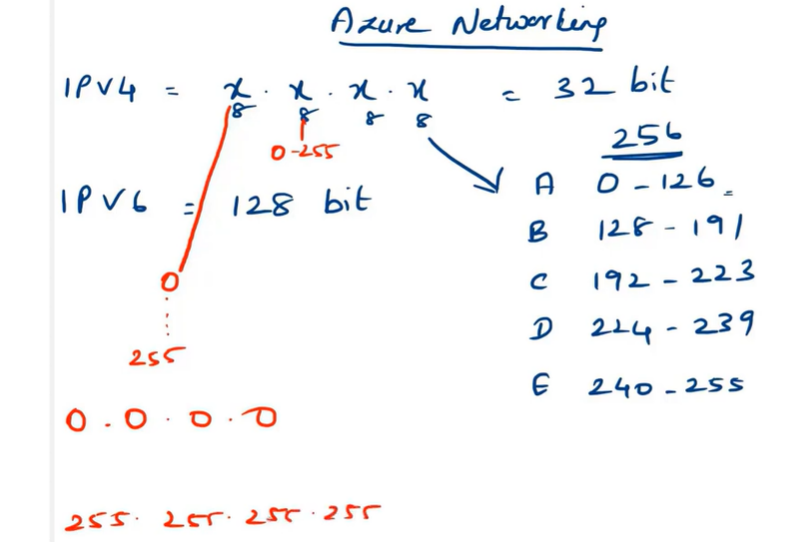 Azure Networking
IPV4 = x . x . x . x = 32 bit
8 8 8 8
0-255
256
A 0 - 126
IPV6 = 128 bit
B 128 - 191
C 192 - 223
0
D 224 - 239
255
E 240 - 255
0 . 0 . 0 . 0
255 . 255 . 255 . 255